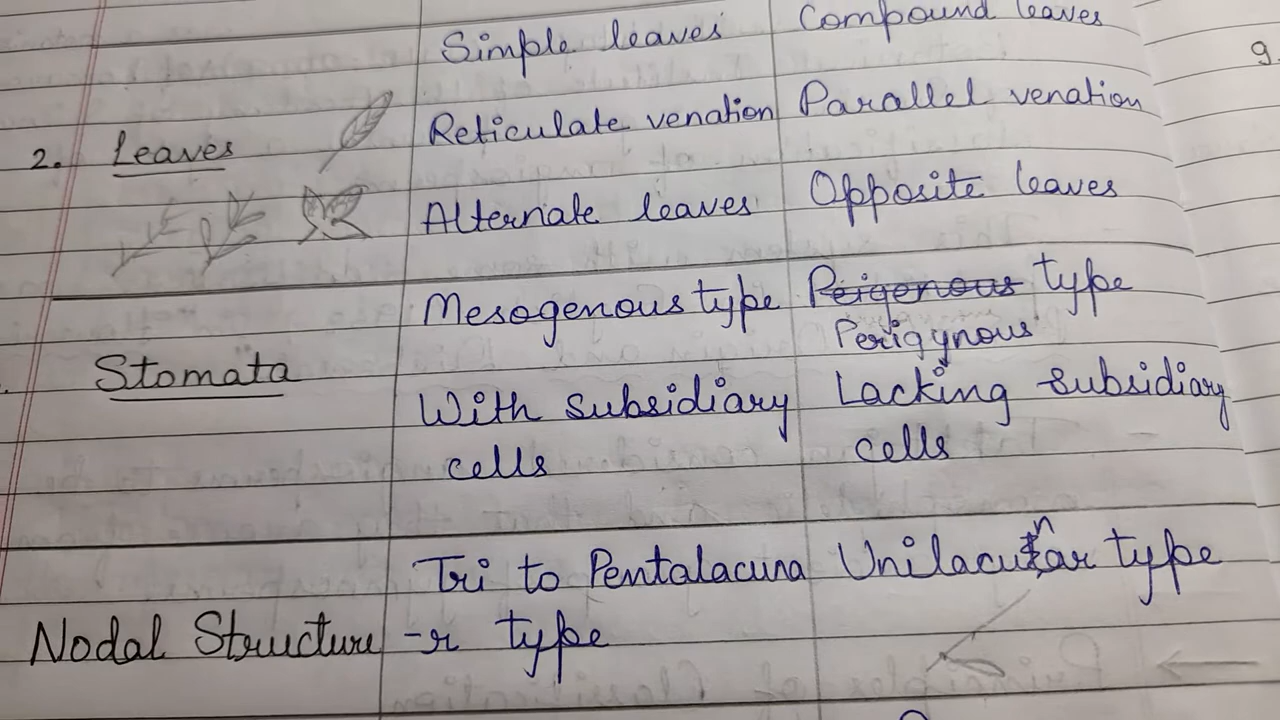 Simple leaves Compound leaves
9.
2. Leaves Reticulate venation Parallel venation
Alternate leaves Opposite leaves
Mesogenous type Peigenous type
Perigynous
Stomata
With subsidiary Lacking subsidiary
cells cells
Tri to Pentalacuna Unilacunar type
Nodal Structure -r type